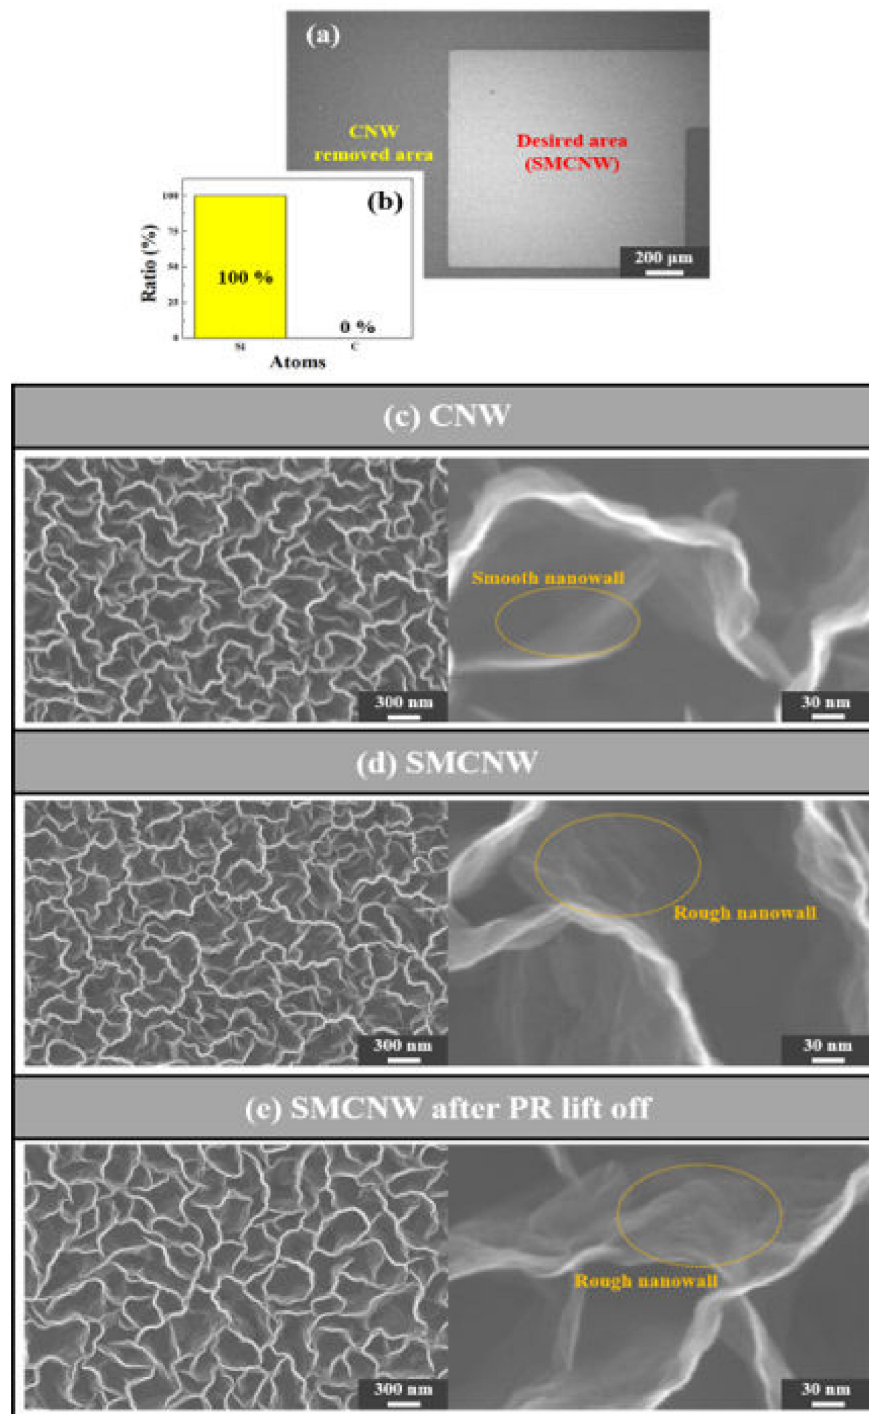 (a)
CNW
removed area
Desired area
(SMCNW)
200 μm
(b)
100
75
50
25
0
Ratio (%)
100 %
0 %
Si
C
Atoms
(c) CNW
Smooth nanowall
300 nm
30 nm
(d) SMCNW
Rough nanowall
300 nm
30 nm
(e) SMCNW after PR lift off
Rough nanowall
300 nm
30 nm